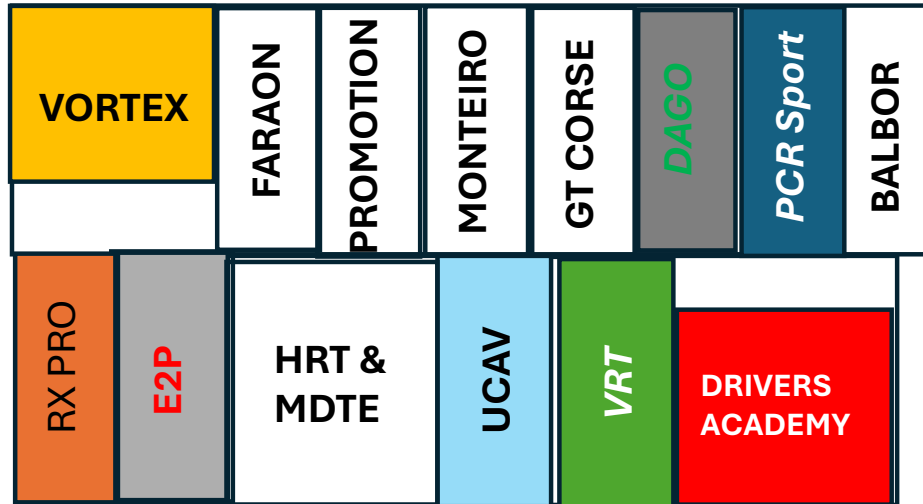 VORTEX
FARAON
PROMOTION
MONTEIRO
GT CORSE
DAGO
PCR Sport
BALBOR
RX PRO
E2P
HRT &
MDTE
UCAV
VRT
DRIVERS
ACADEMY